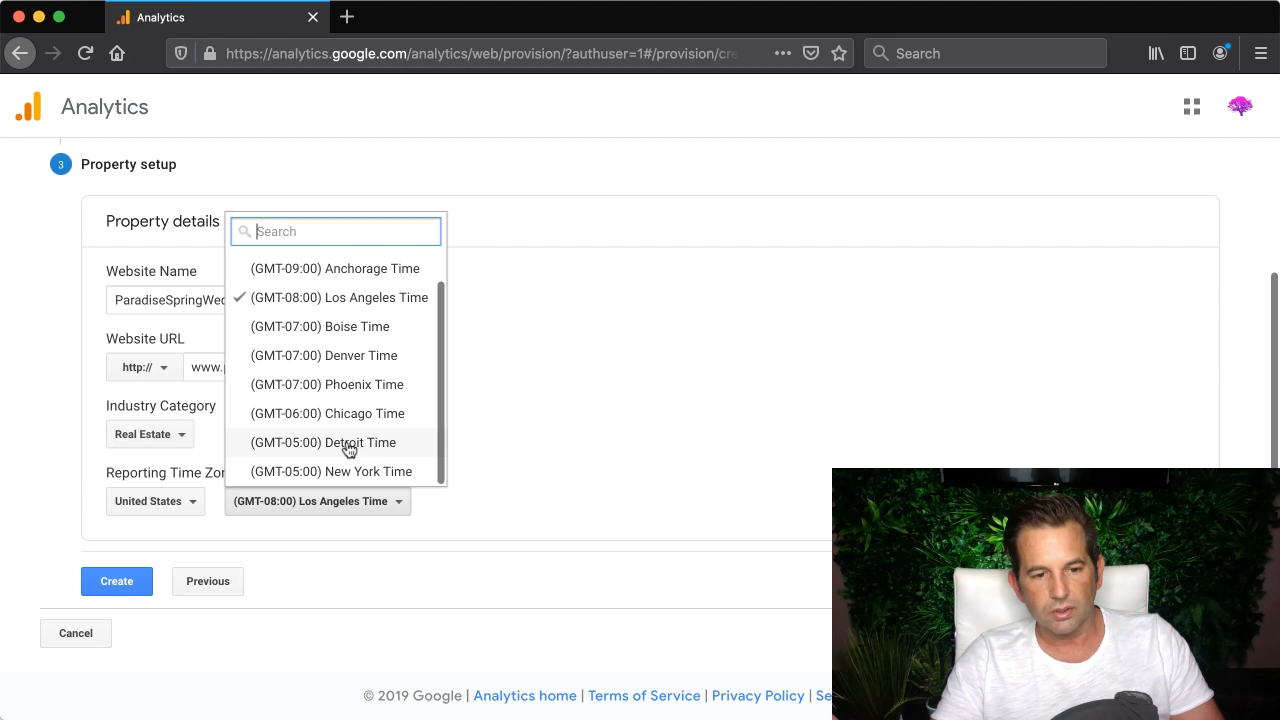 Analytics
https://analytics.google.com/analytics/web/provision/?authuser=1#/provision/cre
Search
Analytics
3 Property setup
Property details
Search
Website Name
(GMT-09:00) Anchorage Time
ParadiseSpringWed
(GMT-08:00) Los Angeles Time
(GMT-07:00) Boise Time
Website URL
(GMT-07:00) Denver Time
http://
www.p
(GMT-07:00) Phoenix Time
Industry Category
(GMT-06:00) Chicago Time
Real Estate
(GMT-05:00) Detroit Time
Reporting Time Zon
(GMT-05:00) New York Time
United States
(GMT-08:00) Los Angeles Time
Create
Previous
Cancel
© 2019 Google | Analytics home | Terms of Service | Privacy Policy | Se